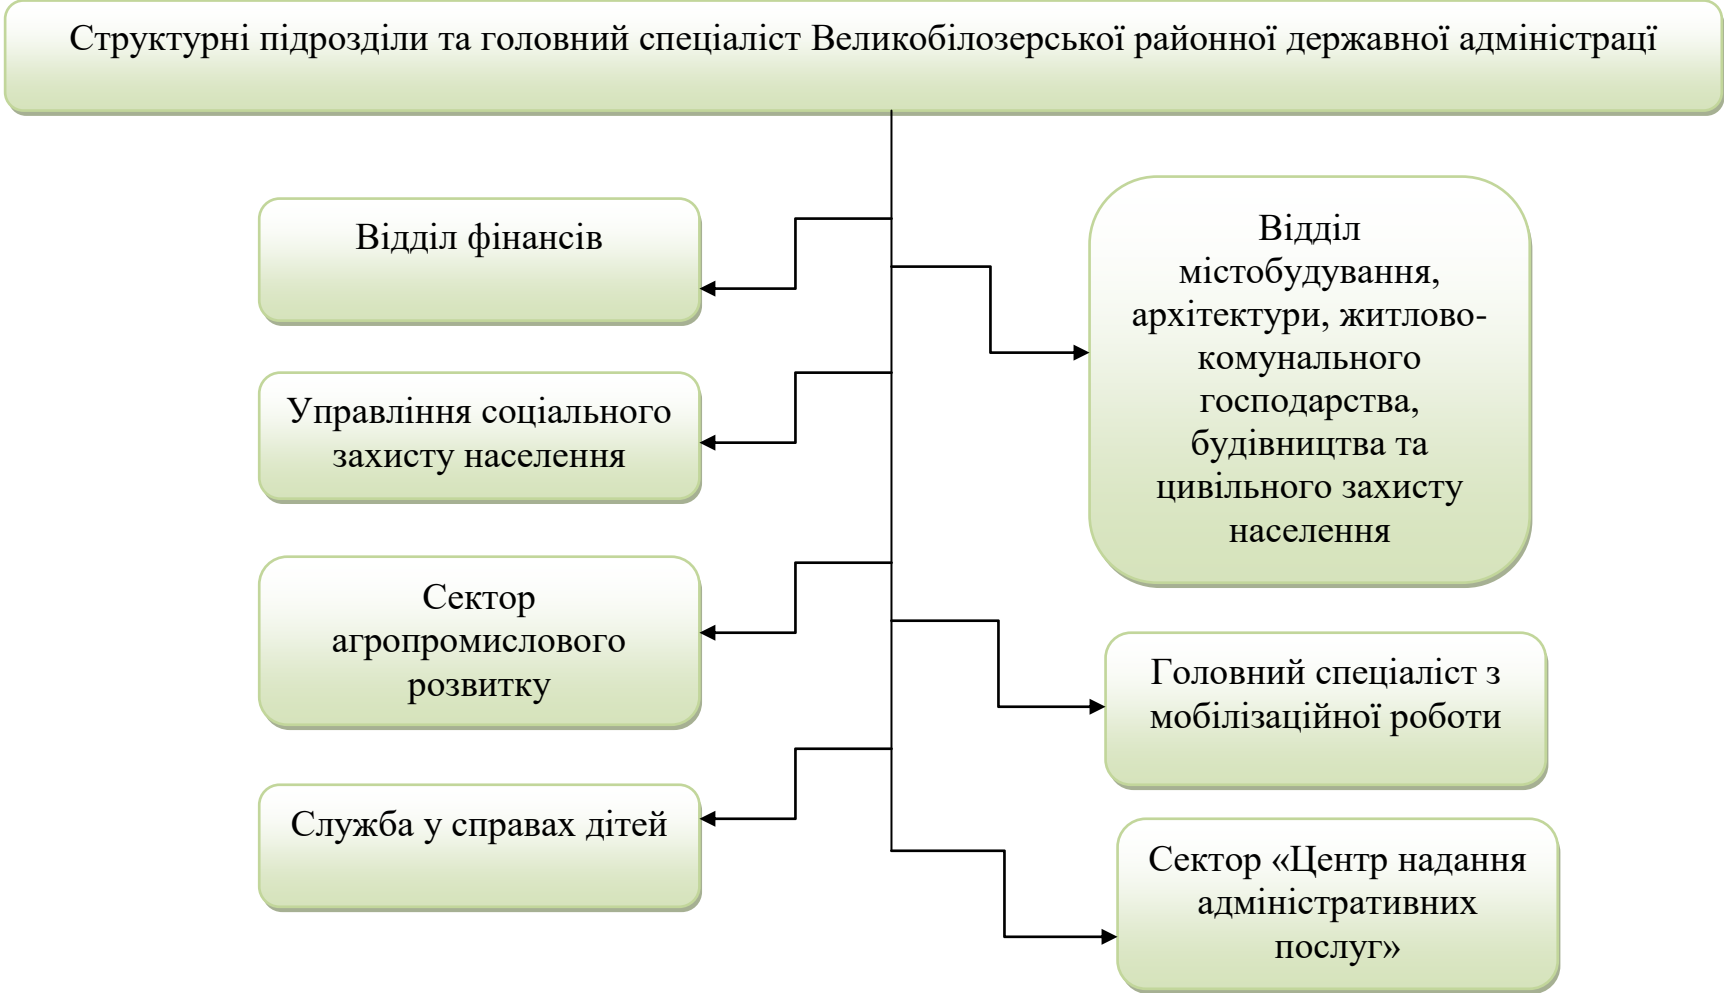 Структурні підрозділи та головний спеціаліст Великобілозерської районної державної адміністрації
Відділ фінансів
Управління соціального
захисту населення
Сектор
агропромислового
розвитку
Служба у справах дітей
Відділ
містобудування,
архітектури, житлово-
комунального
господарства,
будівництва та
цивільного захисту
населення
Головний спеціаліст з
мобілізаційної роботи
Сектор «Центр надання
адміністративних
послуг»